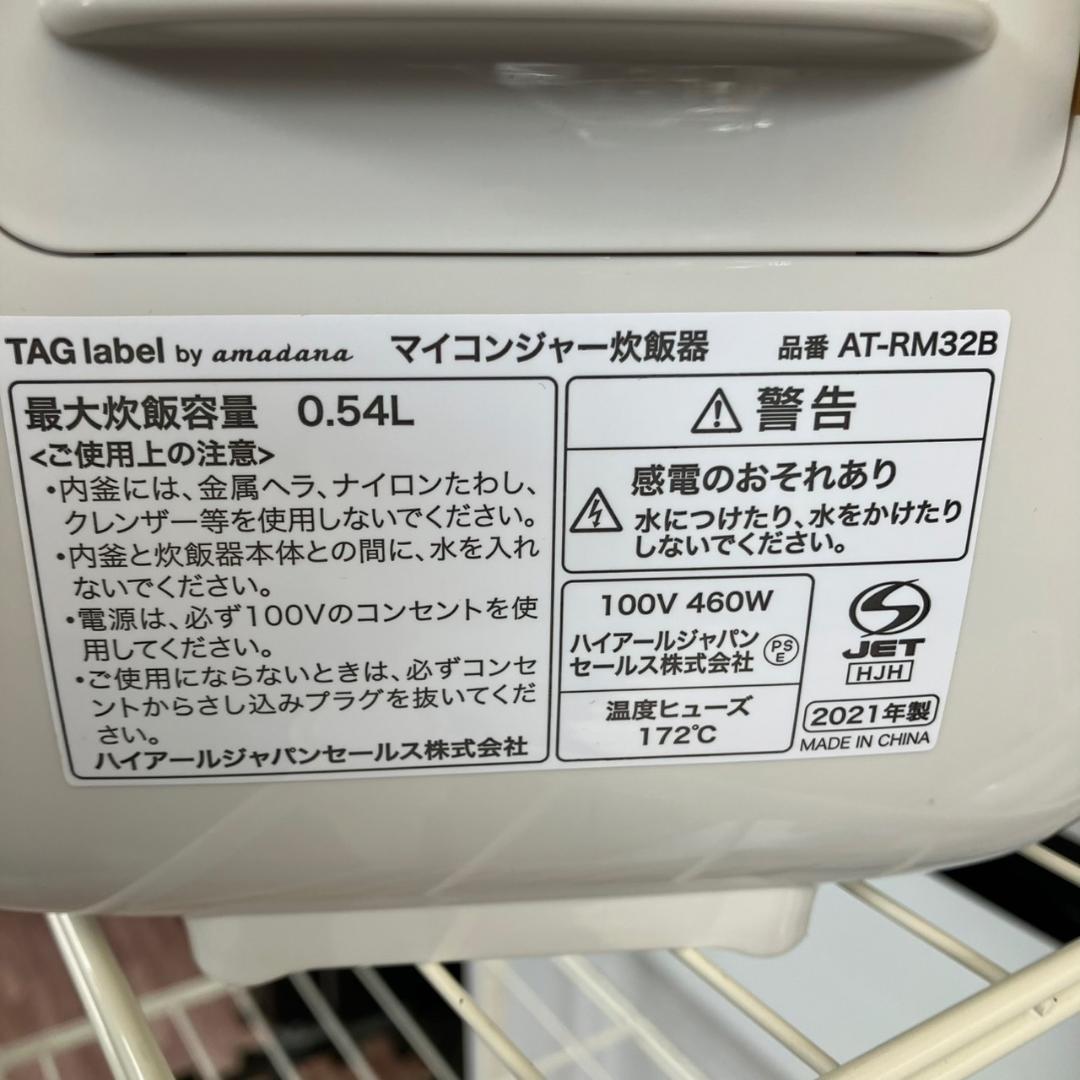 TAG label by amadana マイコンジャー炊飯器 品番 AT-RM32B
最大炊飯容量 0.54L
<ご使用上の注意>
・内釜には、金属ヘラ、ナイロンたわし、
クレンザー等を使用しないでください。
・内釜と炊飯器本体との間に、水を入れ
ないでください。
・電源は、必ず100Vのコンセントを使
用してください。
・ご使用にならないときは、必ずコンセ
ントからさし込みプラグを抜いてくだ
さい。
ハイアールジャパンセールス株式会社
警告
感電のおそれあり
水につけたり、水をかけたり
しないでください。
100V 460W
ハイアールジャパン
セールス株式会社
PS
E
温度ヒューズ
172℃
JET
HJH
2021年製
MADE IN CHINA